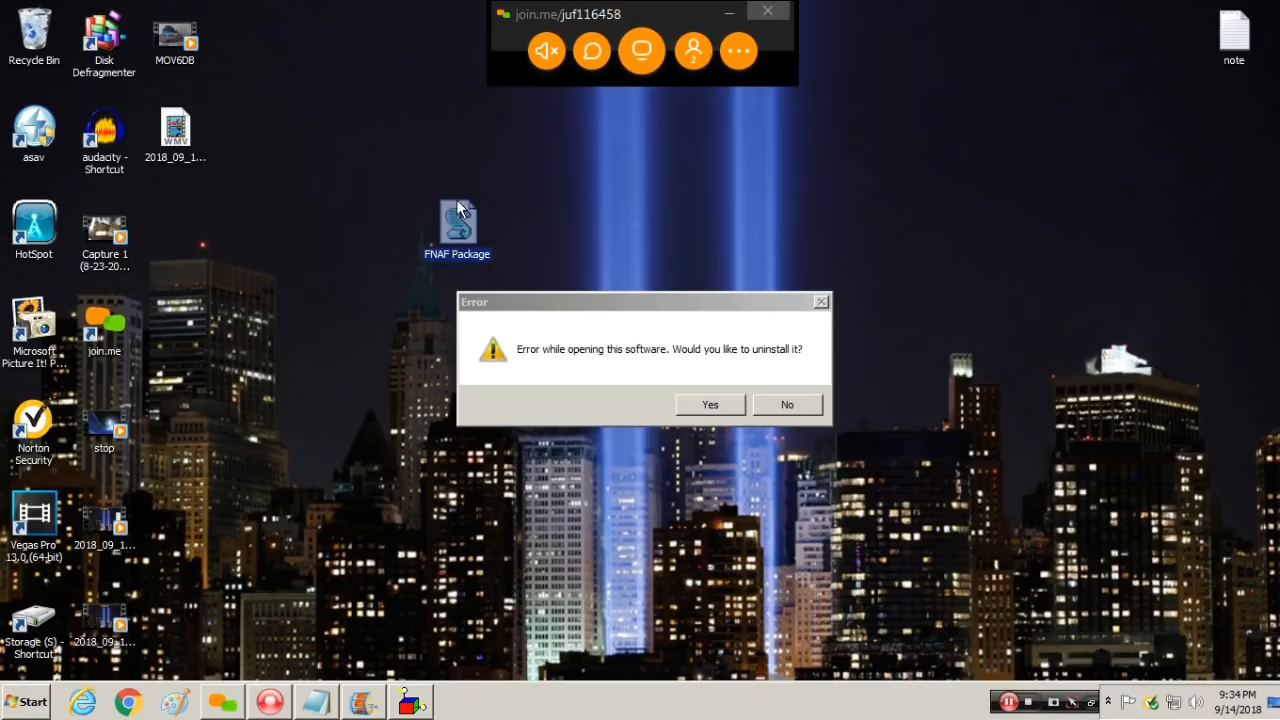 join.me/juf116458
2
Recycle Bin
Disk
Defragmenter
MOV6DB
note
asav
audacity -
Shortcut
WMV
2018_09_1...
HotSpot
Capture 1
(8-23-20...
FNAF Package
Error
Error while opening this software. Would you like to uninstall it?
Yes
No
Microsoft
Picture It! P...
join.me
Norton
Security
stop
Vegas Pro
13.0 (64-bit)
2018_09_1...
Storage (S) -
Shortcut
2018_09_1...
Start
9:34 PM
9/14/2018